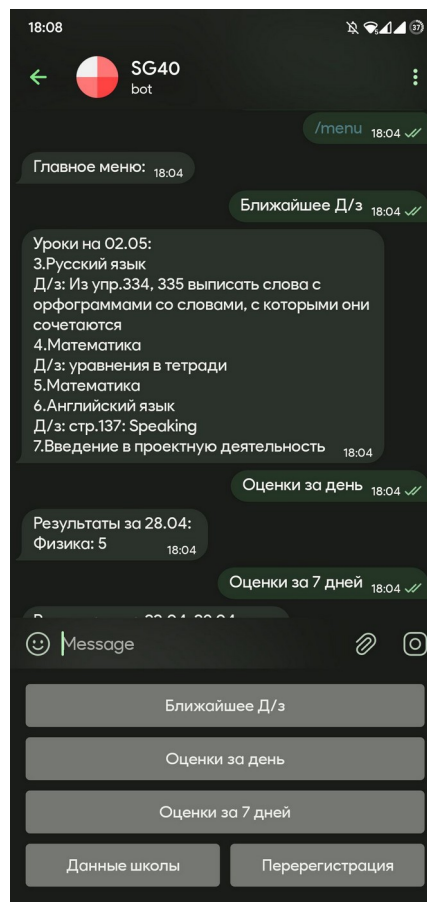 18:08
37
SG40
bot
/menu 18:04
Главное меню: 18:04
Ближайшее Д/з 18:04
Уроки на 02.05:
3.Русский язык
Д/з: Из упр.334, 335 выписать слова с
орфограммами со словами, с которыми они
сочетаются
4.Математика
Д/з: уравнения в тетради
5.Математика
6.Английский язык
Д/з: стр.137: Speaking
7.Введение в проектную деятельность 18:04
Оценки за день 18:04
Результаты за 28.04:
Физика: 5 18:04
Оценки за 7 дней 18:04
Message
Ближайшее Д/з
Оценки за день
Оценки за 7 дней
Данные школы
Перерегистрация